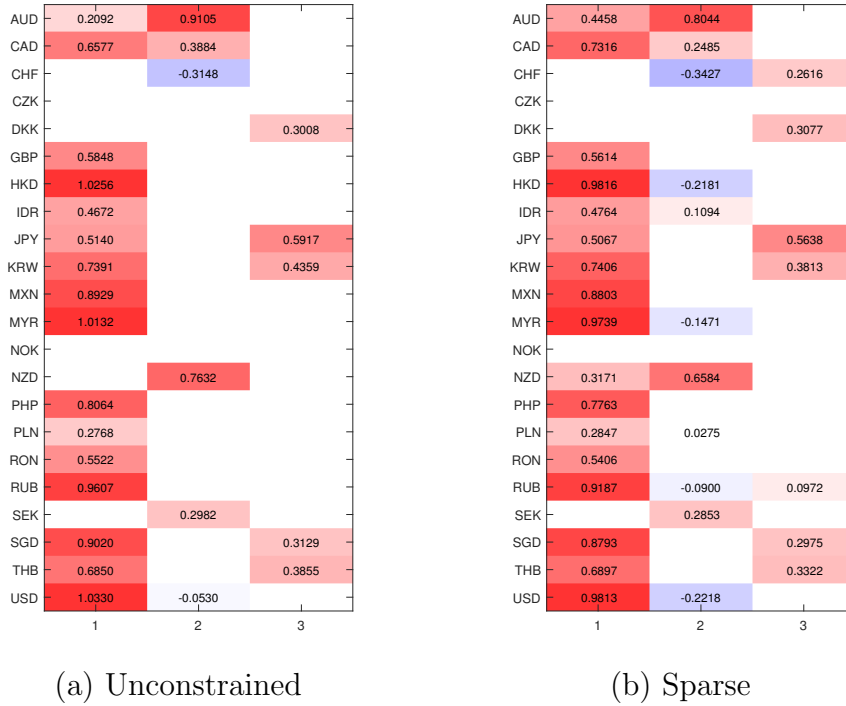 AUD 0.2092 0.9105
CAD 0.6577 0.3884
CHF -0.3148
CZK
DKK 0.3008
GBP 0.5848
HKD 1.0256
IDR 0.4672
JPY 0.5140 0.5917
KRW 0.7391 0.4359
MXN 0.8929
MYR 1.0132
NOK
NZD 0.7632
PHP 0.8064
PLN 0.2768
RON 0.5522
RUB 0.9607
SEK 0.2982
SGD 0.9020 0.3129
THB 0.6850 0.3855
USD 1.0330 -0.0530
1 2 3
(a) Unconstrained
AUD 0.4458 0.8044
CAD 0.7316 0.2485
CHF -0.3427 0.2616
CZK
DKK 0.3077
GBP 0.5614
HKD 0.9816 -0.2181
IDR 0.4764 0.1094
JPY 0.5067 0.5638
KRW 0.7406 0.3813
MXN 0.8803
MYR 0.9739 -0.1471
NOK
NZD 0.3171 0.6584
PHP 0.7763
PLN 0.2847 0.0275
RON 0.5406
RUB 0.9187 -0.0900 0.0972
SEK 0.2853
SGD 0.8793 0.2975
THB 0.6897 0.3322
USD 0.9813 -0.2218
1 2 3
(b) Sparse